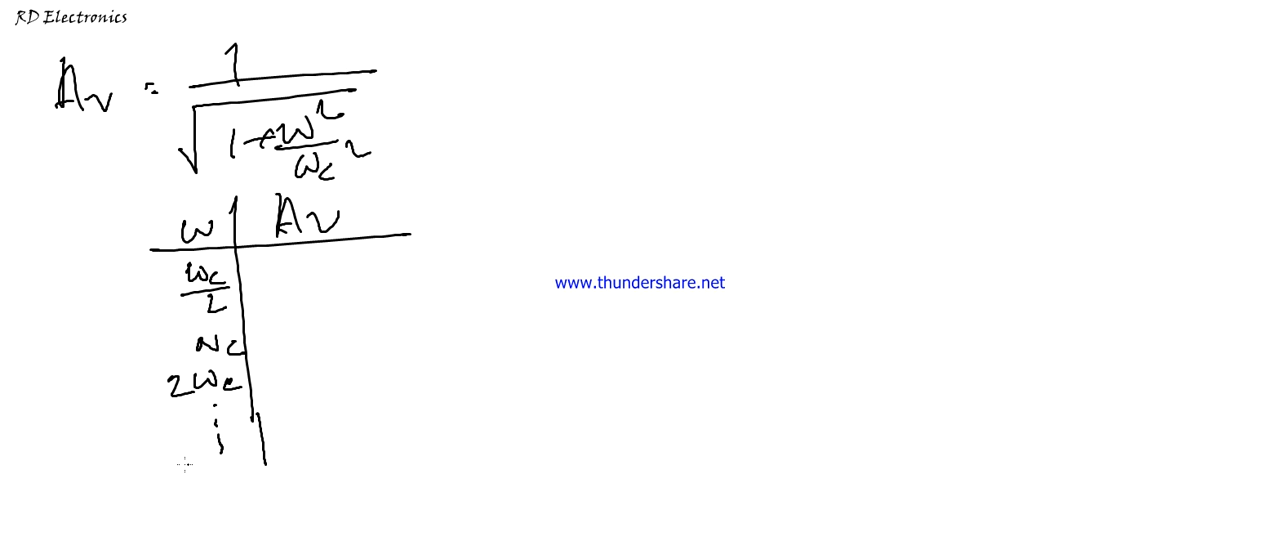 RD Electronics
Av = 1 / √(1 + ω² / ωc²)
ω | Av
ωc / 2
www.thundershare.net
ωc
2ωc